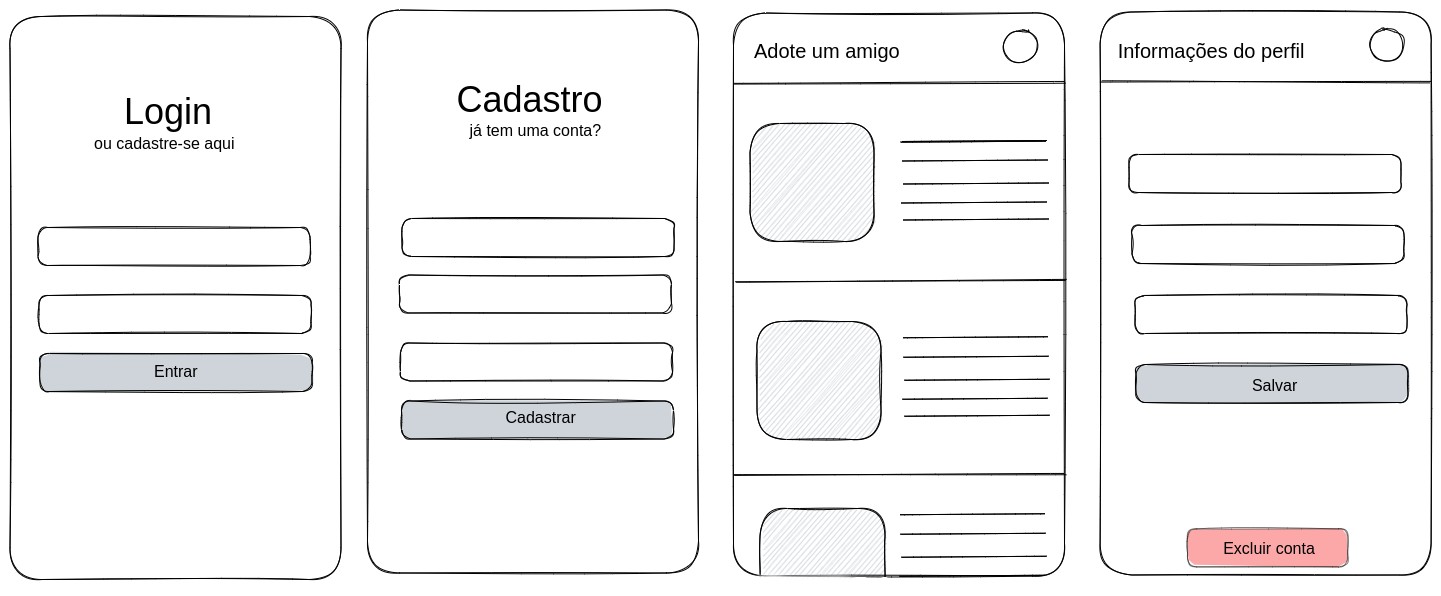 Login
ou cadastre-se aqui
Entrar
Cadastro
já tem uma conta?
Cadastrar
Adote um amigo
Informações do perfil
Salvar
Excluir conta